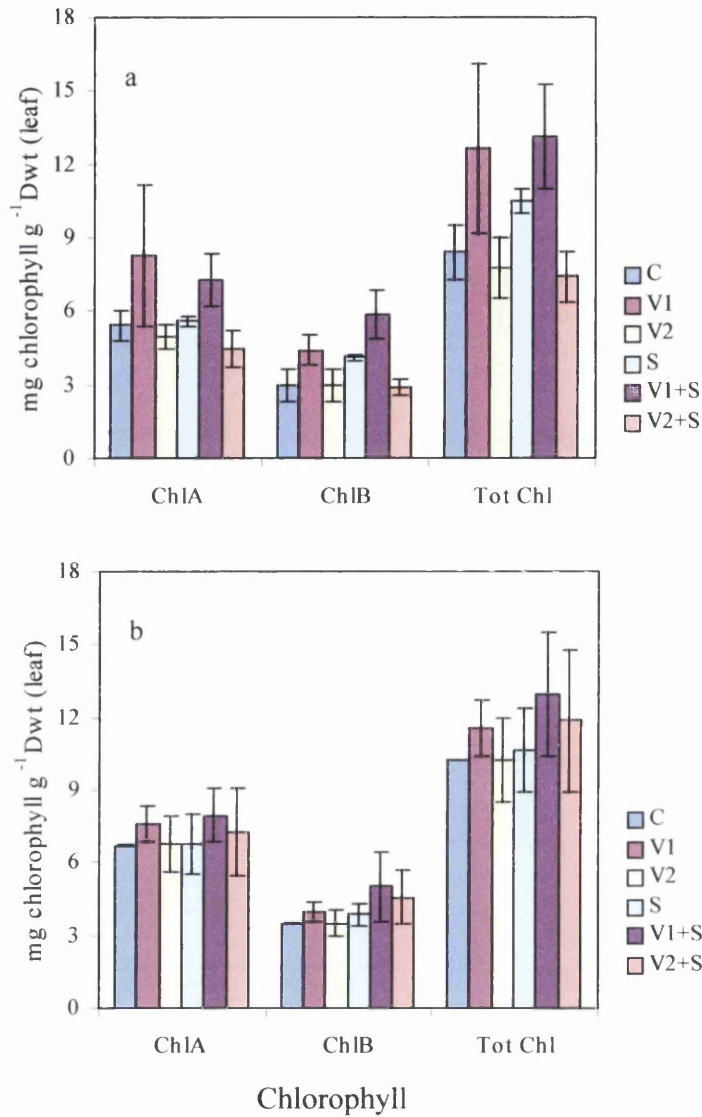 18
15
12
9
6
3
0
mg chlorophyll g⁻¹ Dwt (leaf)
a
ChlA ChlB Tot Chl
C
V1
V2
S
V1+S
V2+S
18
15
12
9
6
3
0
mg chlorophyll g⁻¹ Dwt (leaf)
b
ChlA ChlB Tot Chl
C
V1
V2
S
V1+S
V2+S
Chlorophyll